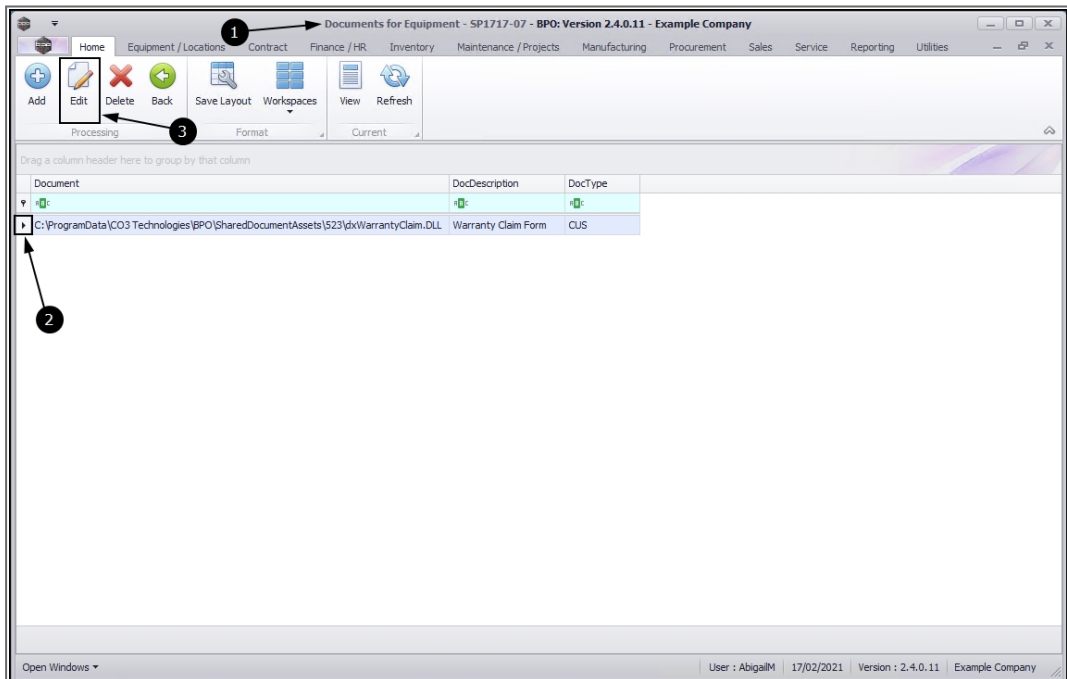 1
Documents for Equipment - SP1717-07 - BPO: Version 2.4.0.11 - Example Company
Home Equipment / Locations Contract Finance / HR Inventory Maintenance / Projects Manufacturing Procurement Sales Service Reporting Utilities
Add Edit Delete Back Save Layout Workspaces View Refresh
Processing Format Current
3
Drag a column header here to group by that column
Document DocDescription DocType
C:\ProgramData\CO3 Technologies\BPO\SharedDocumentAssets\523\dxWarrantyClaim.DLL Warranty Claim Form CUS
2
Open Windows User : AbigailM 17/02/2021 Version : 2.4.0.11 Example Company